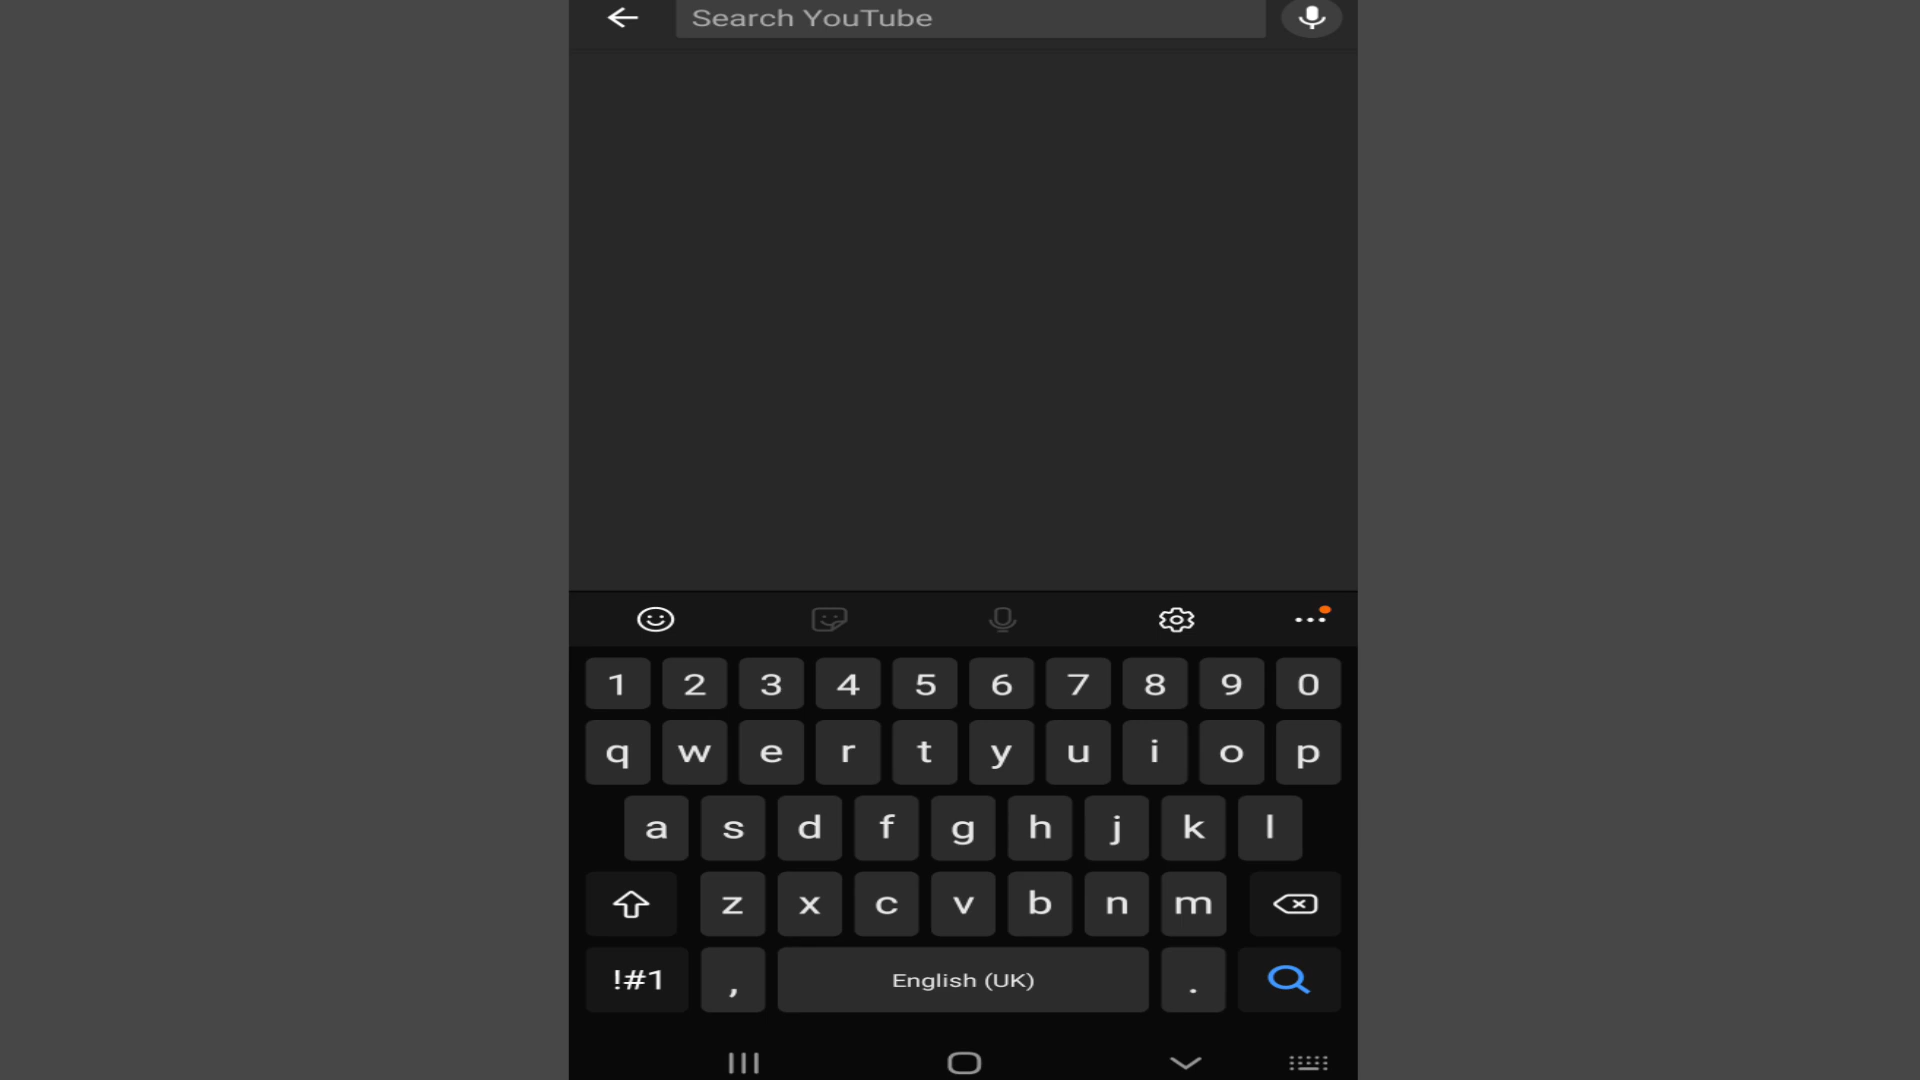 Search YouTube
1 2 3 4 5 6 7 8 9 0
q w e r t y u i o p
a s d f g h j k l
z x c v b n m
!#1 , English (UK) .